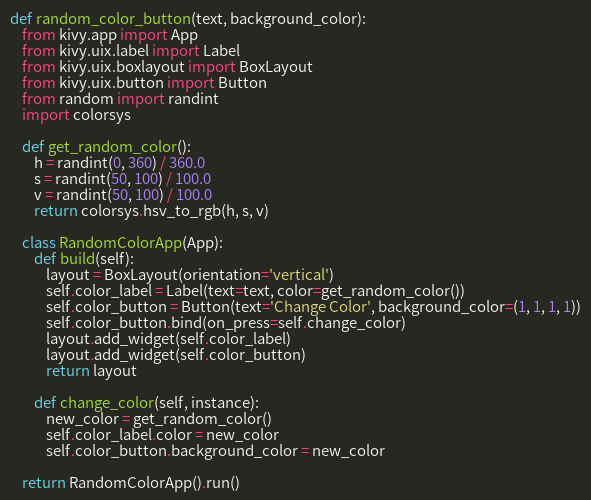 def random_color_button(text, background_color):
    from kivy.app import App
    from kivy.uix.label import Label
    from kivy.uix.boxlayout import BoxLayout
    from kivy.uix.button import Button
    from random import randint
    import colorsys

    def get_random_color():
        h = randint(0, 360) / 360.0
        s = randint(50, 100) / 100.0
        v = randint(50, 100) / 100.0
        return colorsys.hsv_to_rgb(h, s, v)

    class RandomColorApp(App):
        def build(self):
            layout = BoxLayout(orientation='vertical')
            self.color_label = Label(text=text, color=get_random_color())
            self.color_button = Button(text='Change Color', background_color=(1, 1, 1, 1))
            self.color_button.bind(on_press=self.change_color)
            layout.add_widget(self.color_label)
            layout.add_widget(self.color_button)
            return layout

        def change_color(self, instance):
            new_color = get_random_color()
            self.color_label.color = new_color
            self.color_button.background_color = new_color

    return RandomColorApp().run()